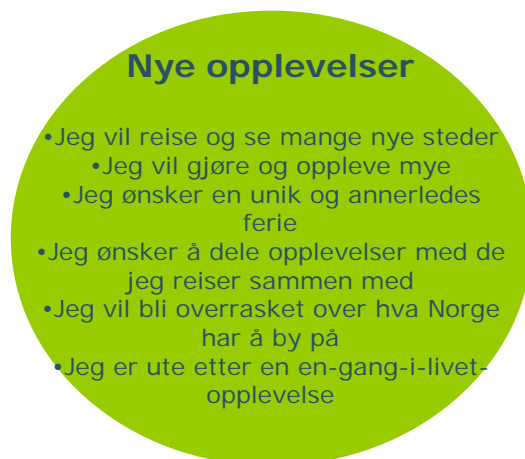 Nye opplevelser
•Jeg vil reise og se mange nye steder
•Jeg vil gjøre og oppleve mye
•Jeg ønsker en unik og annerledes
ferie
•Jeg ønsker å dele opplevelser med de
jeg reiser sammen med
•Jeg vil bli overrasket over hva Norge
har å by på
•Jeg er ute etter en en-gang-i-livet-
opplevelse